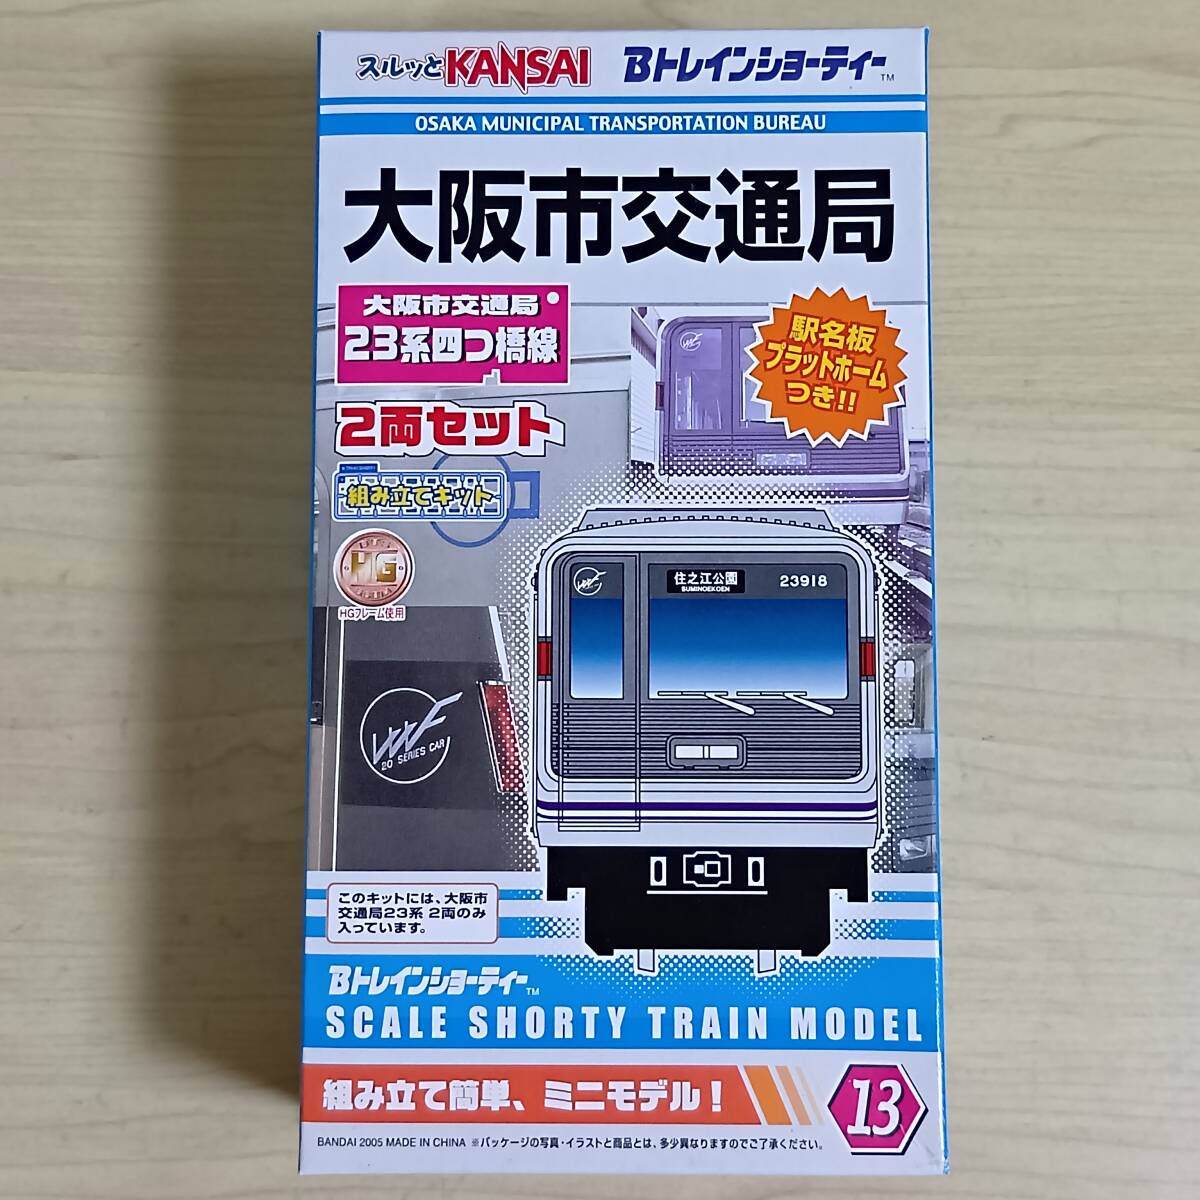 スルッとKANSAI BトレインショーティーTM
OSAKA MUNICIPAL TRANSPORTATION BUREAU
大阪市交通局
大阪市交通局
23系四つ橋線
駅名板
プラットホーム
つき!!
2両セット
組み立てキット
HG
HGフレーム使用
住之江公園
SUMINOEKOEN
23918
VVVF
20 SERIES CAR
このキットには、大阪市
交通局23系 2両のみ
入っています。
BトレインショーティーTM
SCALE SHORTY TRAIN MODEL
組み立て簡単、ミニモデル!
13
BANDAI 2005 MADE IN CHINA ※パッケージの写真・イラストと商品とは、多少異なりますのでご了承ください。